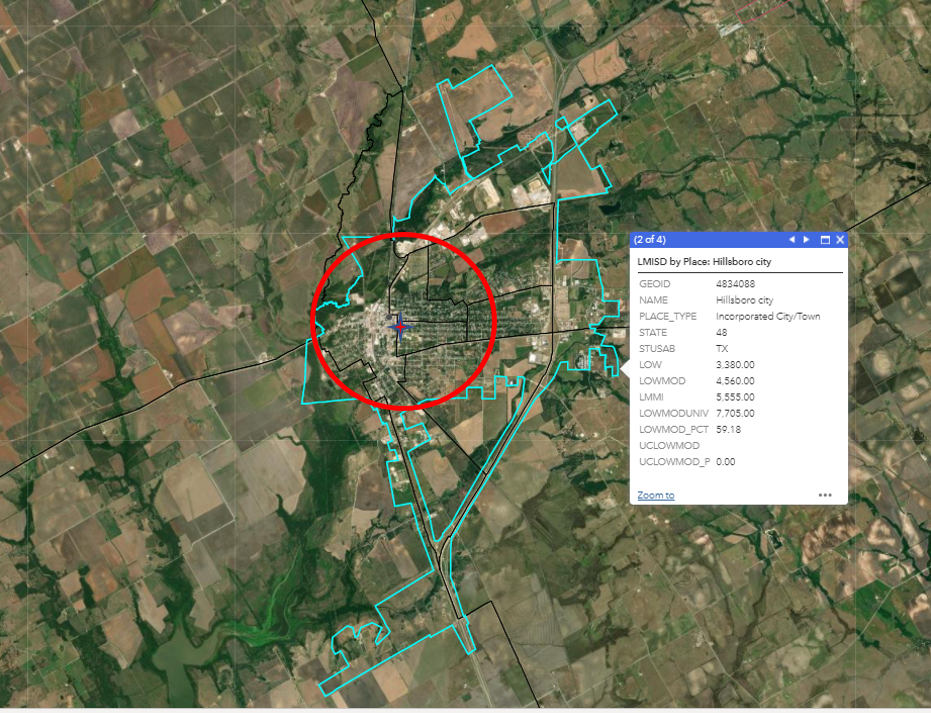 (2 of 4)
LMISD by Place: Hillsboro city
GEOID 4834088
NAME Hillsboro city
PLACE_TYPE Incorporated City/Town
STATE 48
STUSAB TX
LOW 3,380.00
LOWMOD 4,560.00
LMMI 5,555.00
LOWMODUNIV 7,705.00
LOWMOD_PCT 59.18
UCLOWMOD
UCLOWMOD_P 0.00
Zoom to